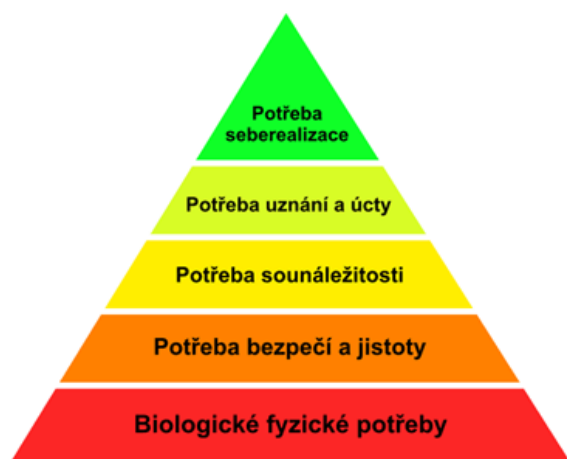 Potřeba
seberealizace
Potřeba uznání a úcty
Potřeba sounáležitosti
Potřeba bezpečí a jistoty
Biologické fyzické potřeby